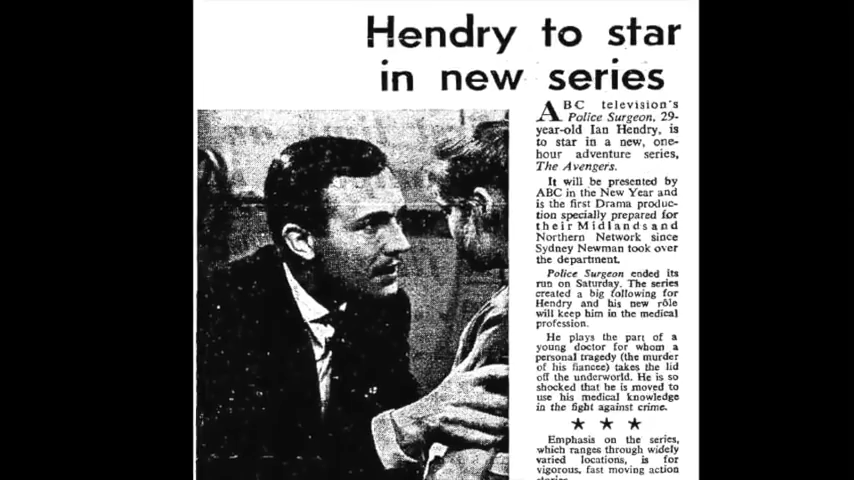 Hendry to star
in new series
ABC television's
Police Surgeon, 29-
year-old Ian Hendry, is
to star in a new, one-
hour adventure series,
The Avengers.
It will be presented by
ABC in the New Year and
is the first Drama produc-
tion specially prepared for
their Midlands and
Northern Network since
Sydney Newman took over
the department.
Police Surgeon ended its
run on Saturday. The series
created a big following for
Hendry and his new rôle
will keep him in the medical
profession.
He plays the part of a
young doctor for whom a
personal tragedy (the murder
of his fiancee) takes the lid
off the underworld. He is so
shocked that he is moved to
use his medical knowledge
in the fight against crime.
★ ★ ★
Emphasis on the series,
which ranges through widely
varied locations, is for
vigorous, fast moving action